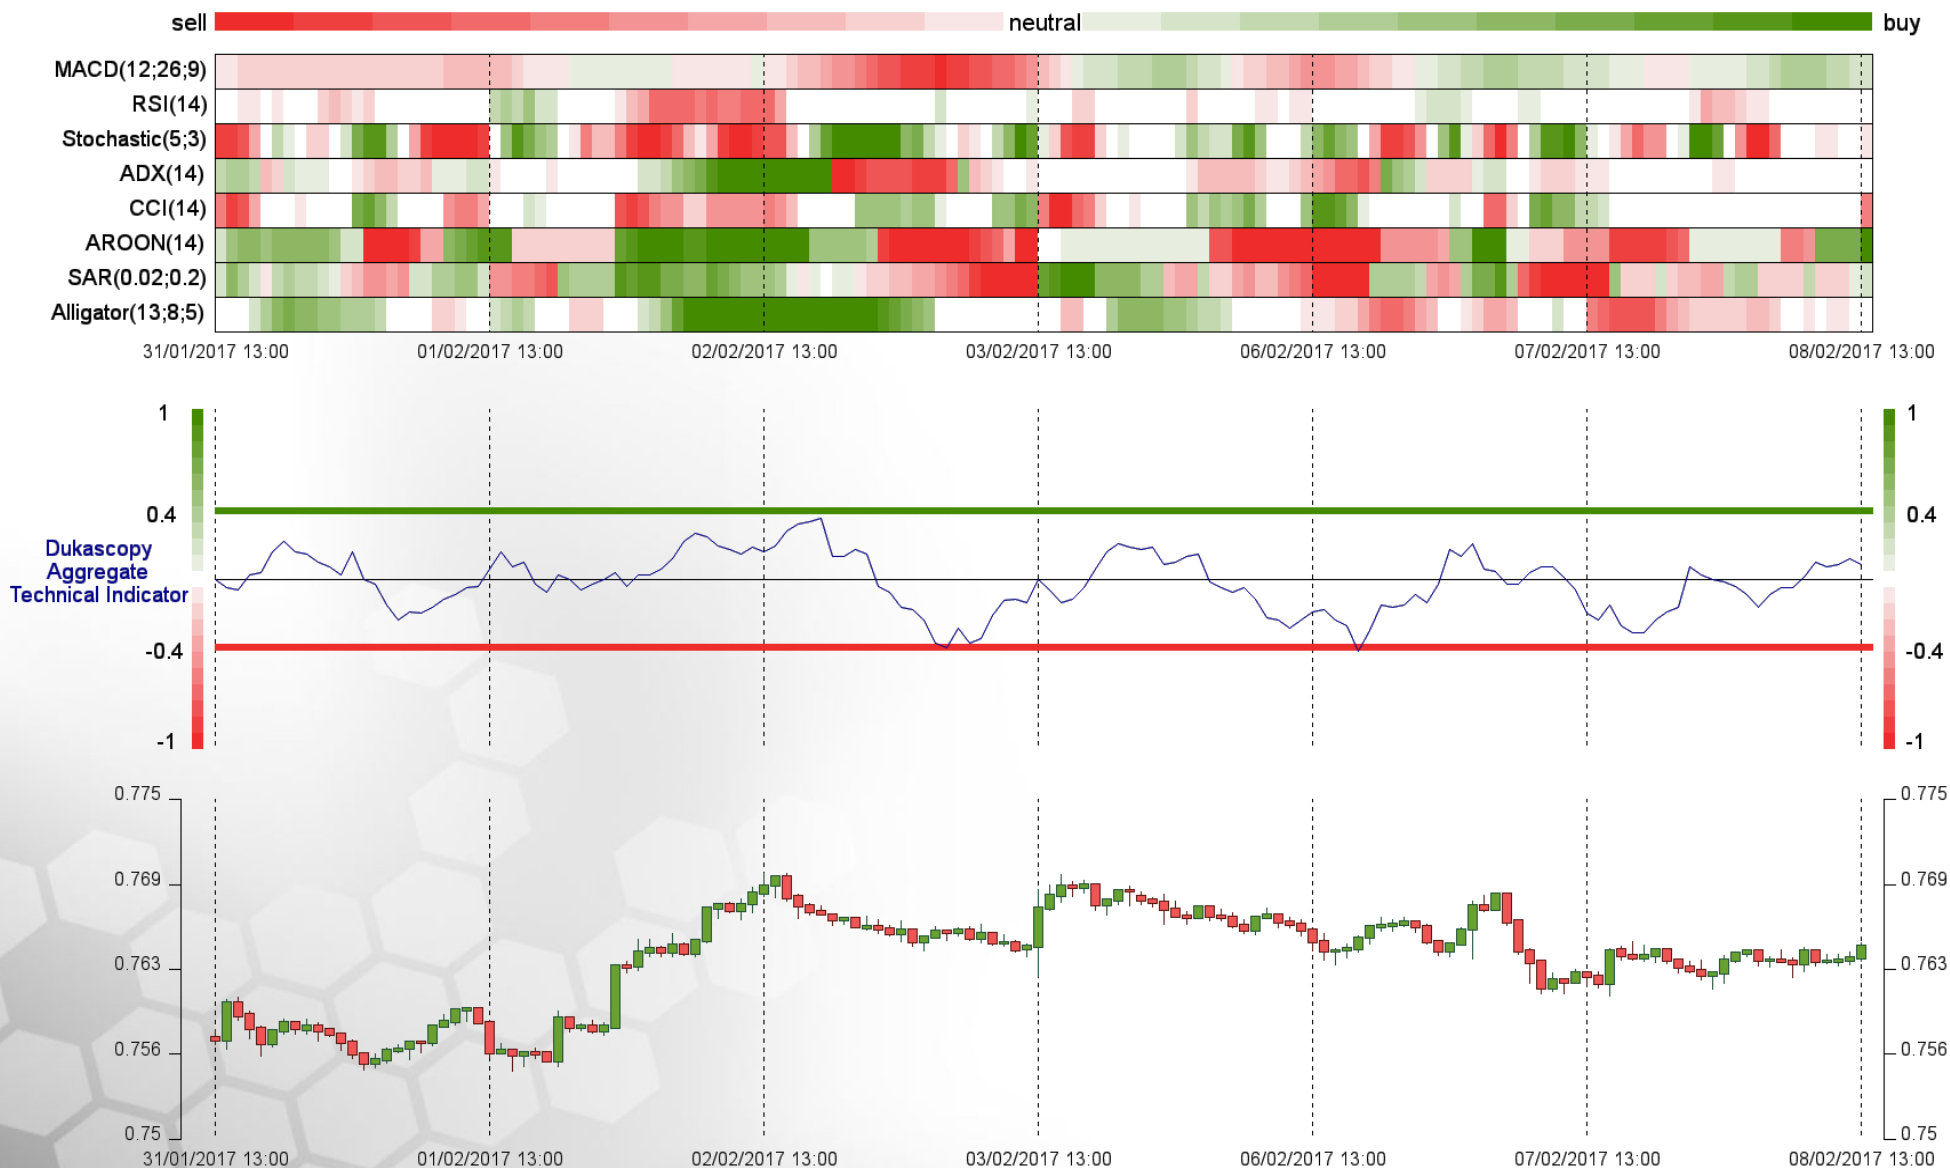 sell neutral buy
MACD(12;26;9)
RSI(14)
Stochastic(5;3)
ADX(14)
CCI(14)
AROON(14)
SAR(0.02;0.2)
Alligator(13;8;5)
31/01/2017 13:00 01/02/2017 13:00 02/02/2017 13:00 03/02/2017 13:00 06/02/2017 13:00 07/02/2017 13:00 08/02/2017 13:00
1 1
0.4 0.4
Dukascopy
Aggregate
Technical Indicator
-0.4 -0.4
-1 -1
0.775 0.775
0.769 0.769
0.763 0.763
0.756 0.756
0.75 0.75
31/01/2017 13:00 01/02/2017 13:00 02/02/2017 13:00 03/02/2017 13:00 06/02/2017 13:00 07/02/2017 13:00 08/02/2017 13:00